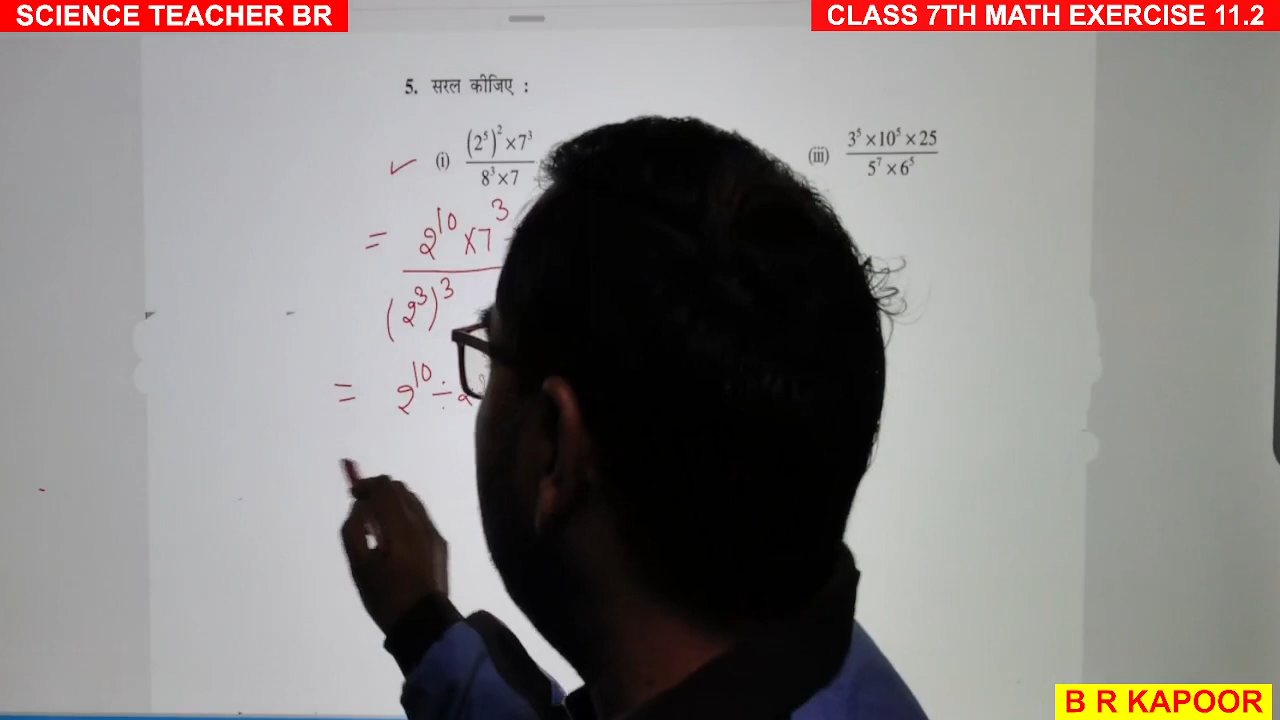 SCIENCE TEACHER BR
CLASS 7TH MATH EXERCISE 11.2
5. सरल कीजिए :
(i) (2⁵)² × 7³ / 8³ × 7
(iii) 3⁵ × 10⁵ × 25 / 5⁷ × 6⁵
= 2¹⁰ × 7³
(2³)³
= 2¹⁰ ÷ 2
B R KAPOOR